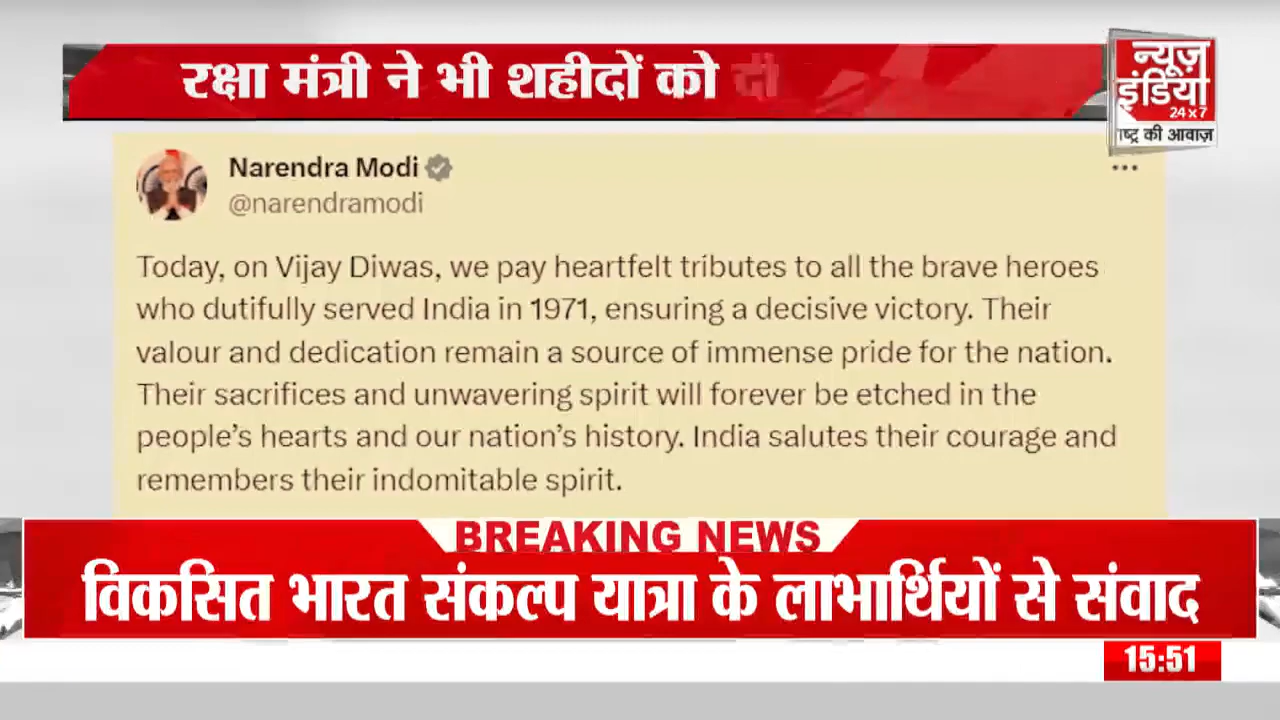 रक्षा मंत्री ने भी शहीदों को दी
न्यूज़
इंडिया
24x7
की आवाज़
Narendra Modi
@narendramodi
Today, on Vijay Diwas, we pay heartfelt tributes to all the brave heroes
who dutifully served India in 1971, ensuring a decisive victory. Their
valour and dedication remain a source of immense pride for the nation.
Their sacrifices and unwavering spirit will forever be etched in the
people’s hearts and our nation’s history. India salutes their courage and
remembers their indomitable spirit.
BREAKING NEWS
विकसित भारत संकल्प यात्रा के लाभार्थियों से संवाद
15:51